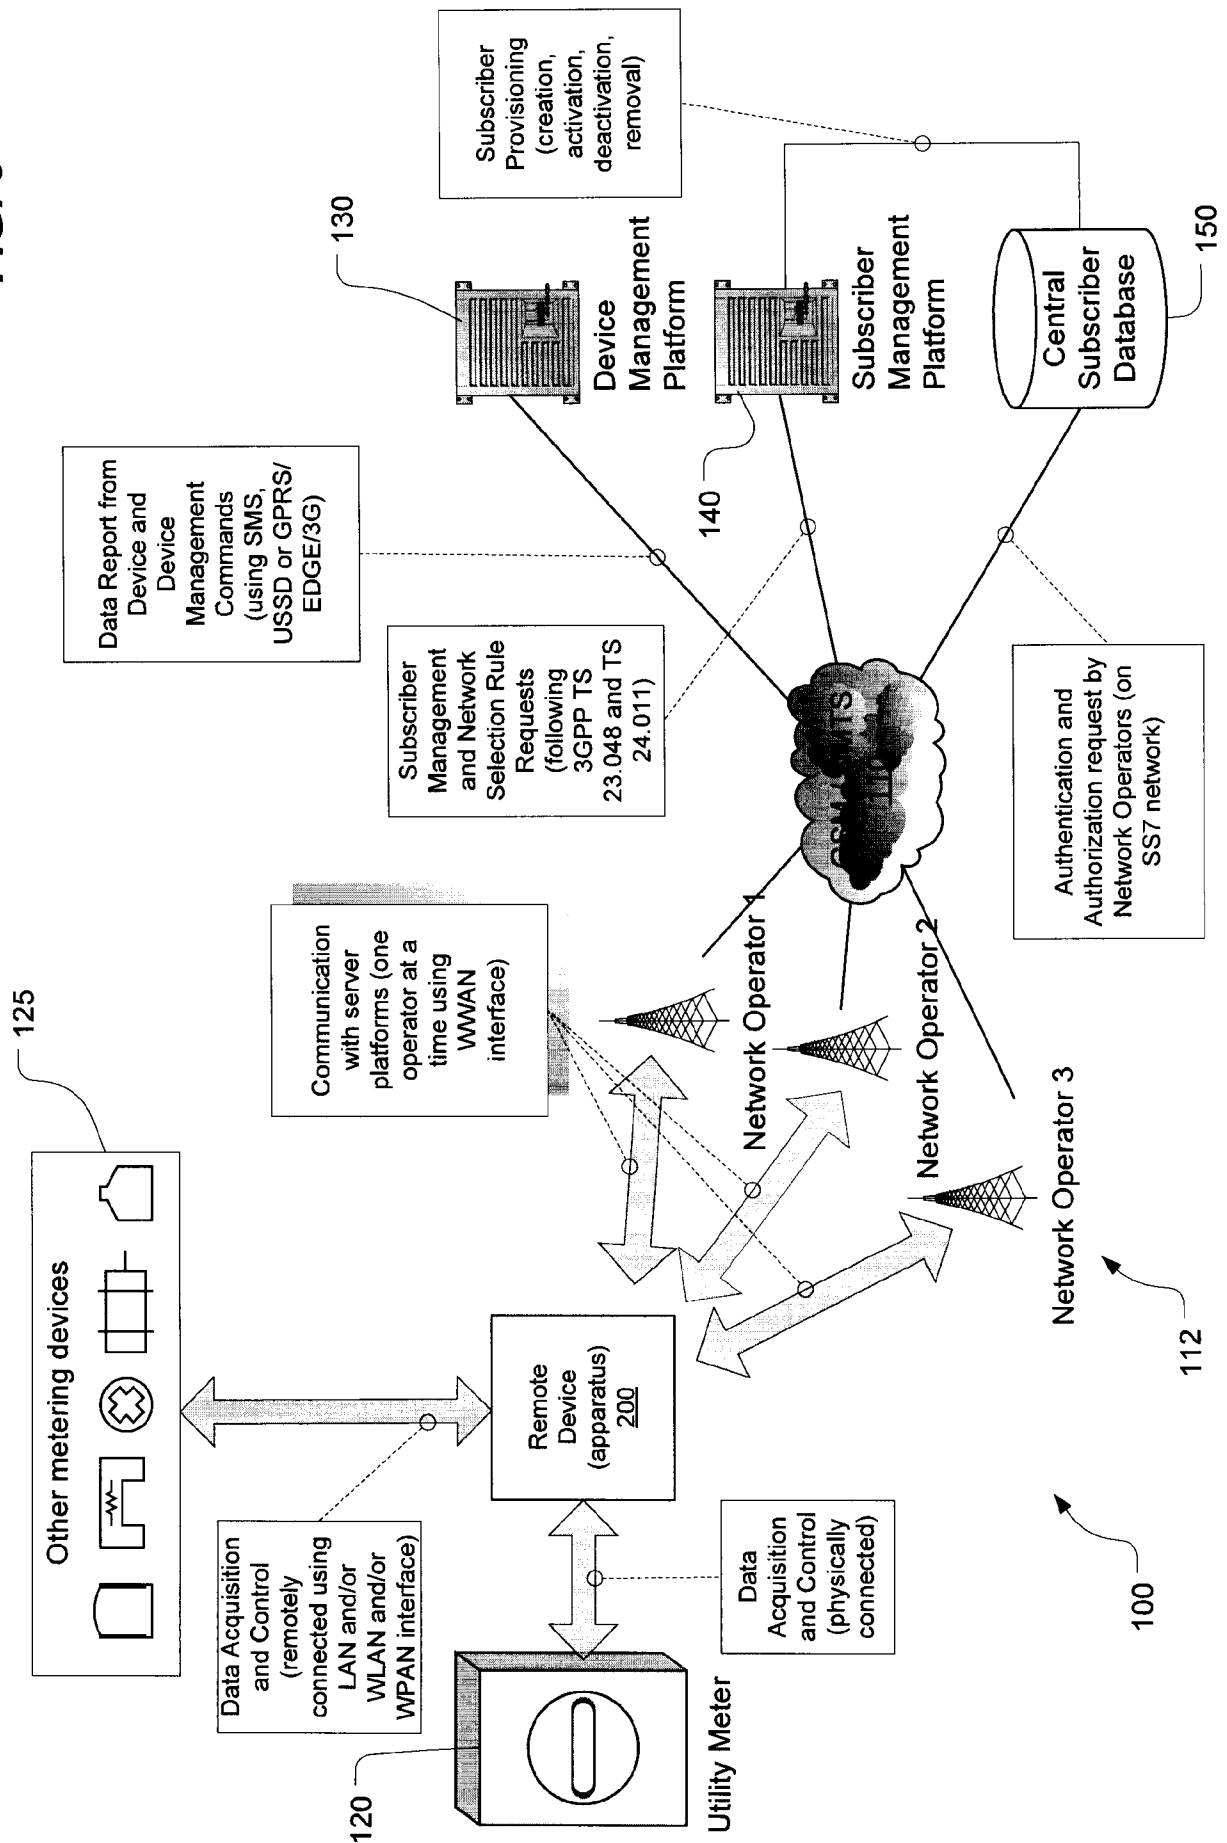 125
Other metering devices
Data Acquisition
and Control
(remotely
connected using
LAN and/or
WLAN and/or
WPAN interface)
120
Utility Meter
Data
Acquisition
and Control
(physically
connected)
Remote
Device
(apparatus)
200
100
112
Communication
with server
platforms (one
operator at a
time using
WWAN
interface)
Network Operator 1
Network Operator 2
Network Operator 3
Data Report from
Device and
Device
Management
Commands
(using SMS,
USSD or GPRS/
EDGE/3G)
Subscriber
Management
and Network
Selection Rule
Requests
(following
3GPP TS
23.048 and TS
24.011)
Authentication and
Authorization request by
Network Operators (on
SS7 network)
130
Device
Management
Platform
140
Subscriber
Management
Platform
Subscriber
Provisioning
(creation,
activation,
deactivation,
removal)
Central
Subscriber
Database
150